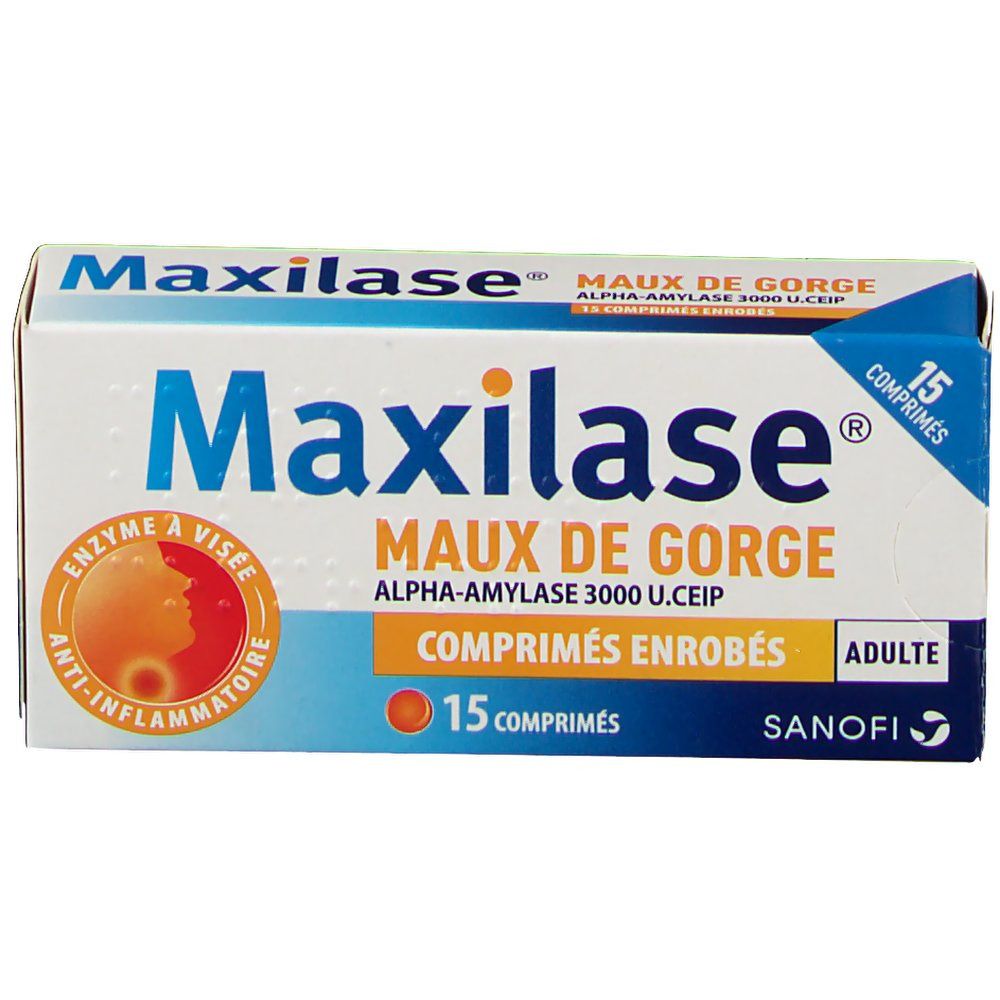 Maxilase® MAUX DE GORGE
ALPHA-AMYLASE 3000 U.CEIP
15 COMPRIMÉS ENROBÉS
15
COMPRIMÉS
Maxilase®
MAUX DE GORGE
ALPHA-AMYLASE 3000 U.CEIP
ENZYME À VISÉE
ANTI-INFLAMMATOIRE
COMPRIMÉS ENROBÉS
ADULTE
15 COMPRIMÉS
SANOFI